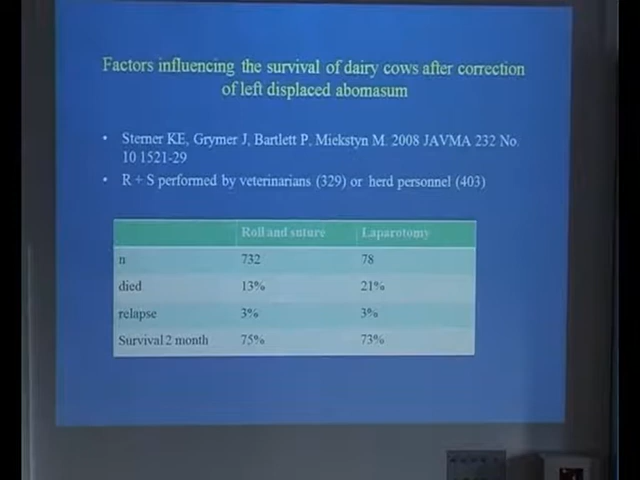 Factors influencing the survival of dairy cows after correction
of left displaced abomasum
• Sterner KE, Grymer J, Bartlett P, Miekstyn M. 2008 JAVMA 232 No.
10 1521-29
• R + S performed by veterinarians (329) or herd personnel (403)
Roll and suture Laparotomy
n 732 78
died 13% 21%
relapse 3% 3%
Survival 2 month 75% 73%